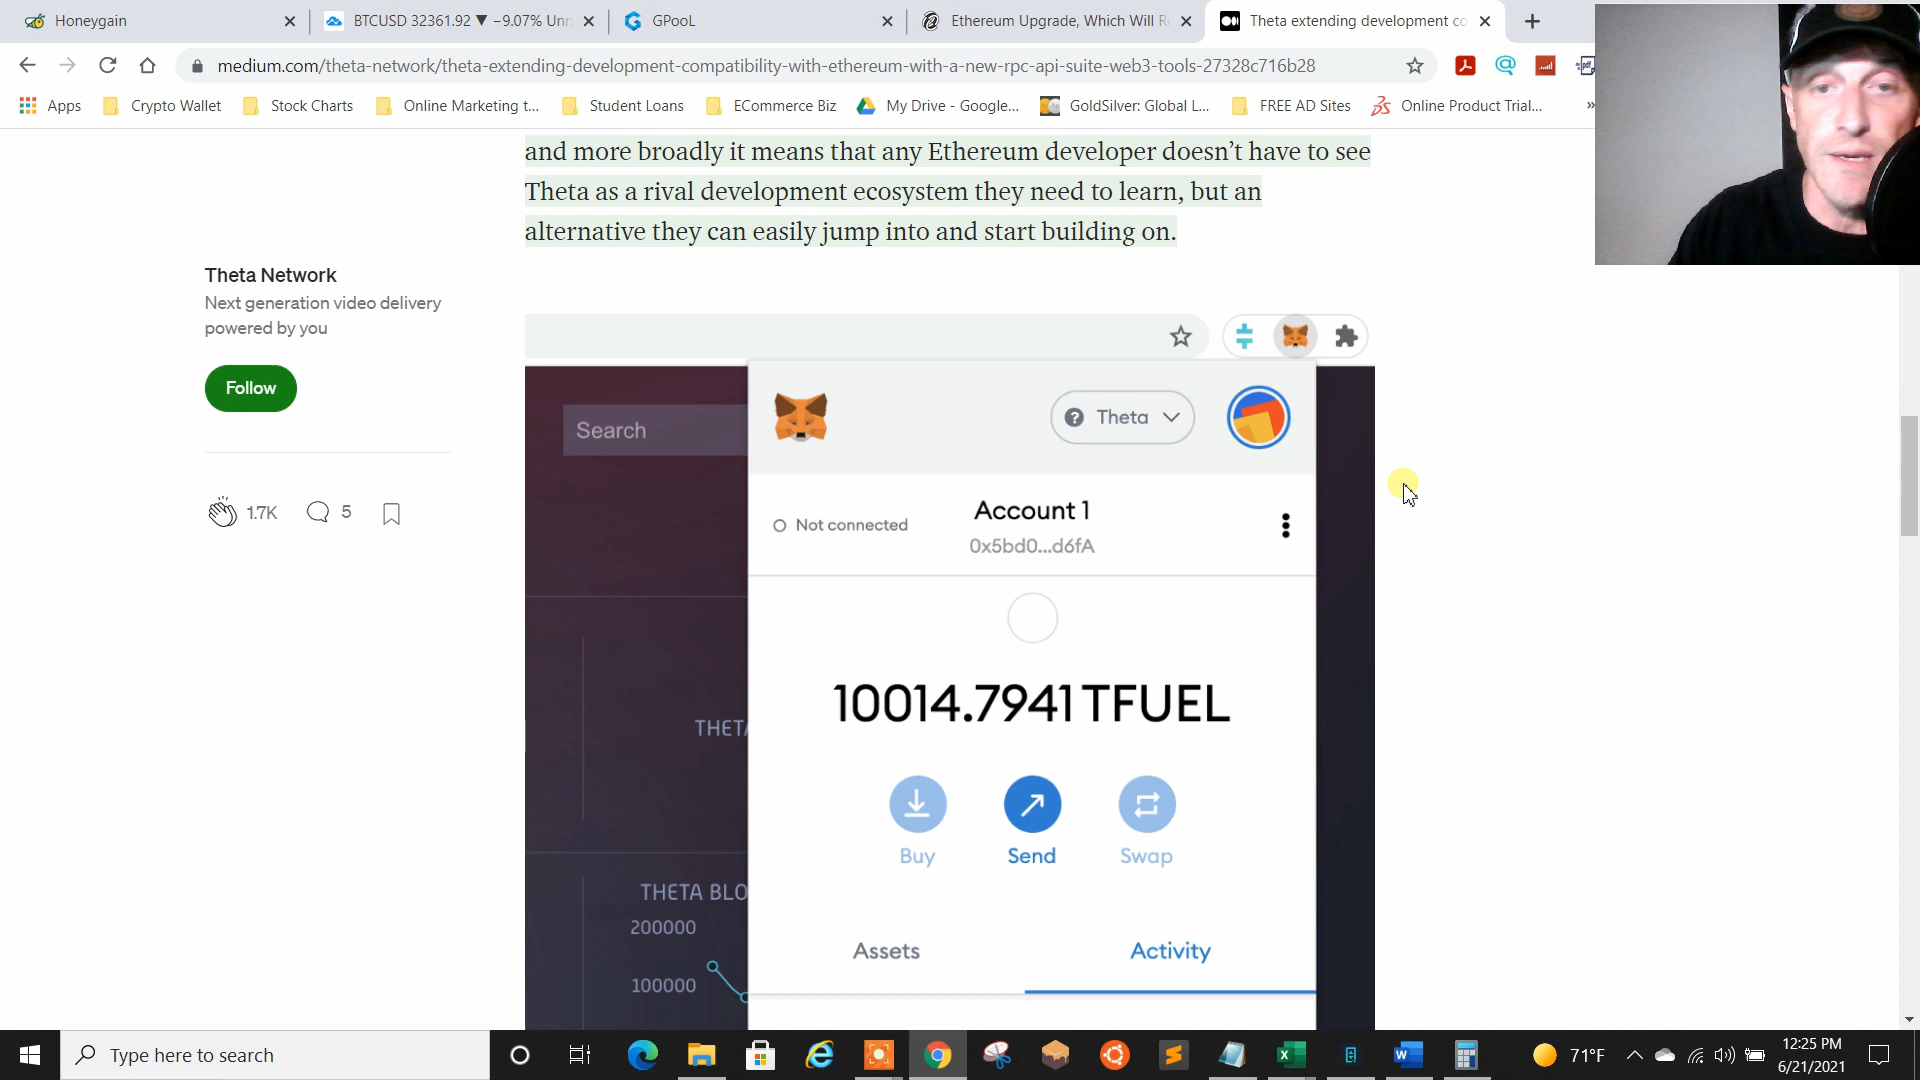 Honeygain
BTCUSD 32361.92 ▼ −9.07% Unn
GPooL
Ethereum Upgrade, Which Will R
Theta extending development co
medium.com/theta-network/theta-extending-development-compatibility-with-ethereum-with-a-new-rpc-api-suite-web3-tools-27328c716b28
Apps
Crypto Wallet
Stock Charts
Online Marketing t...
Student Loans
ECommerce Biz
My Drive - Google...
GoldSilver: Global L...
FREE AD Sites
Online Product Trial...
»
and more broadly it means that any Ethereum developer doesn’t have to see
Theta as a rival development ecosystem they need to learn, but an
alternative they can easily jump into and start building on.
Theta Network
Next generation video delivery
powered by you
Follow
1.7K
5
Search
Theta
Not connected
Account 1
0x5bd0...d6fA
10014.7941 TFUEL
THETA
Buy
Send
Swap
THETA BLO
200000
100000
Assets
Activity
Type here to search
71°F
12:25 PM
6/21/2021